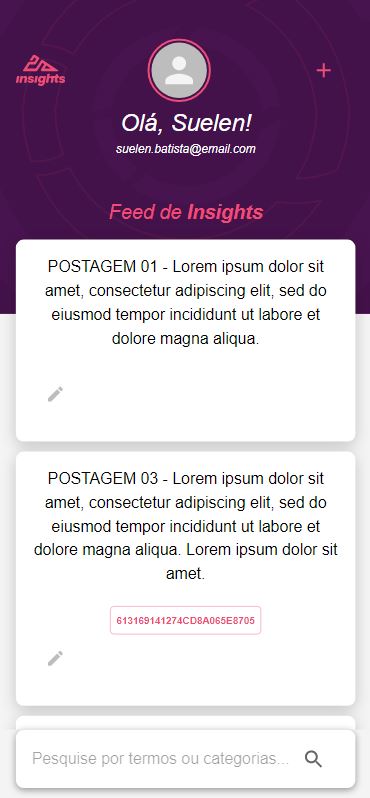 insights
Olá, Suelen!
suelen.batista@email.com
Feed de Insights
POSTAGEM 01 - Lorem ipsum dolor sit
amet, consectetur adipiscing elit, sed do
eiusmod tempor incididunt ut labore et
dolore magna aliqua.
POSTAGEM 03 - Lorem ipsum dolor sit
amet, consectetur adipiscing elit, sed do
eiusmod tempor incididunt ut labore et
dolore magna aliqua. Lorem ipsum dolor sit
amet.
613169141274CD8A065E8705
Pesquise por termos ou categorias...